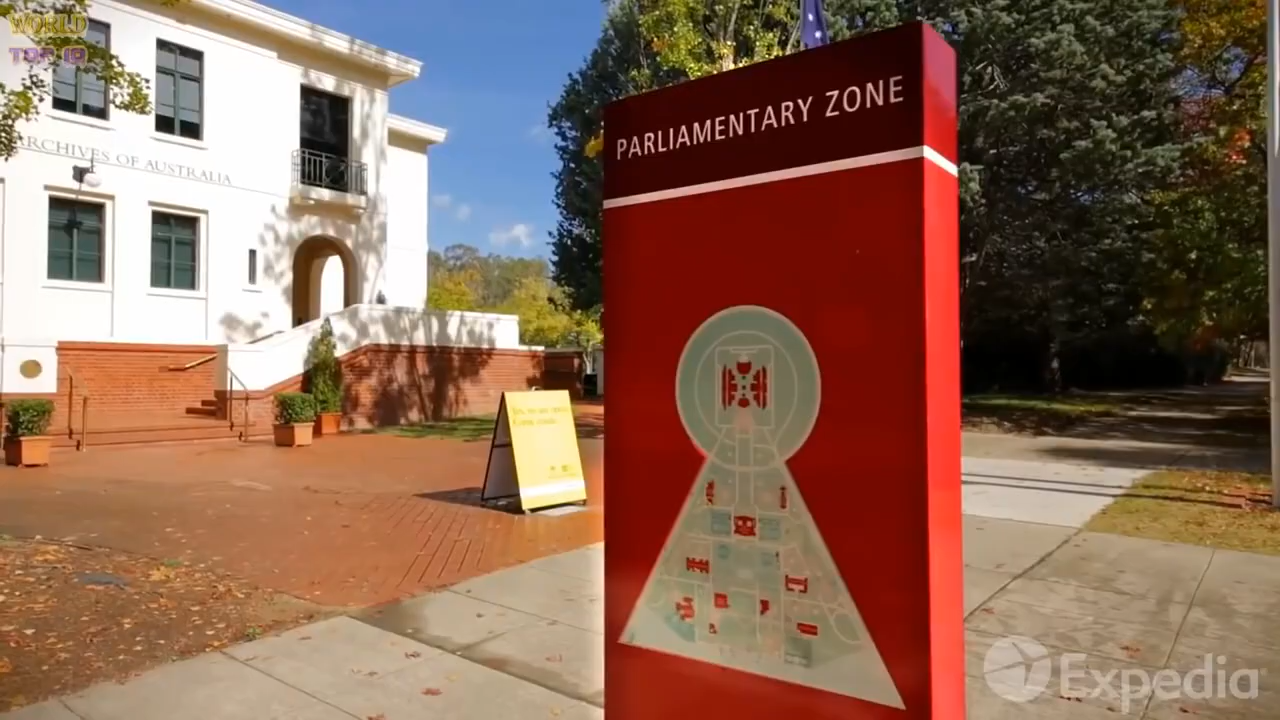 WORLD
TOP 10
ARCHIVES OF AUSTRALIA
PARLIAMENTARY ZONE
Expedia